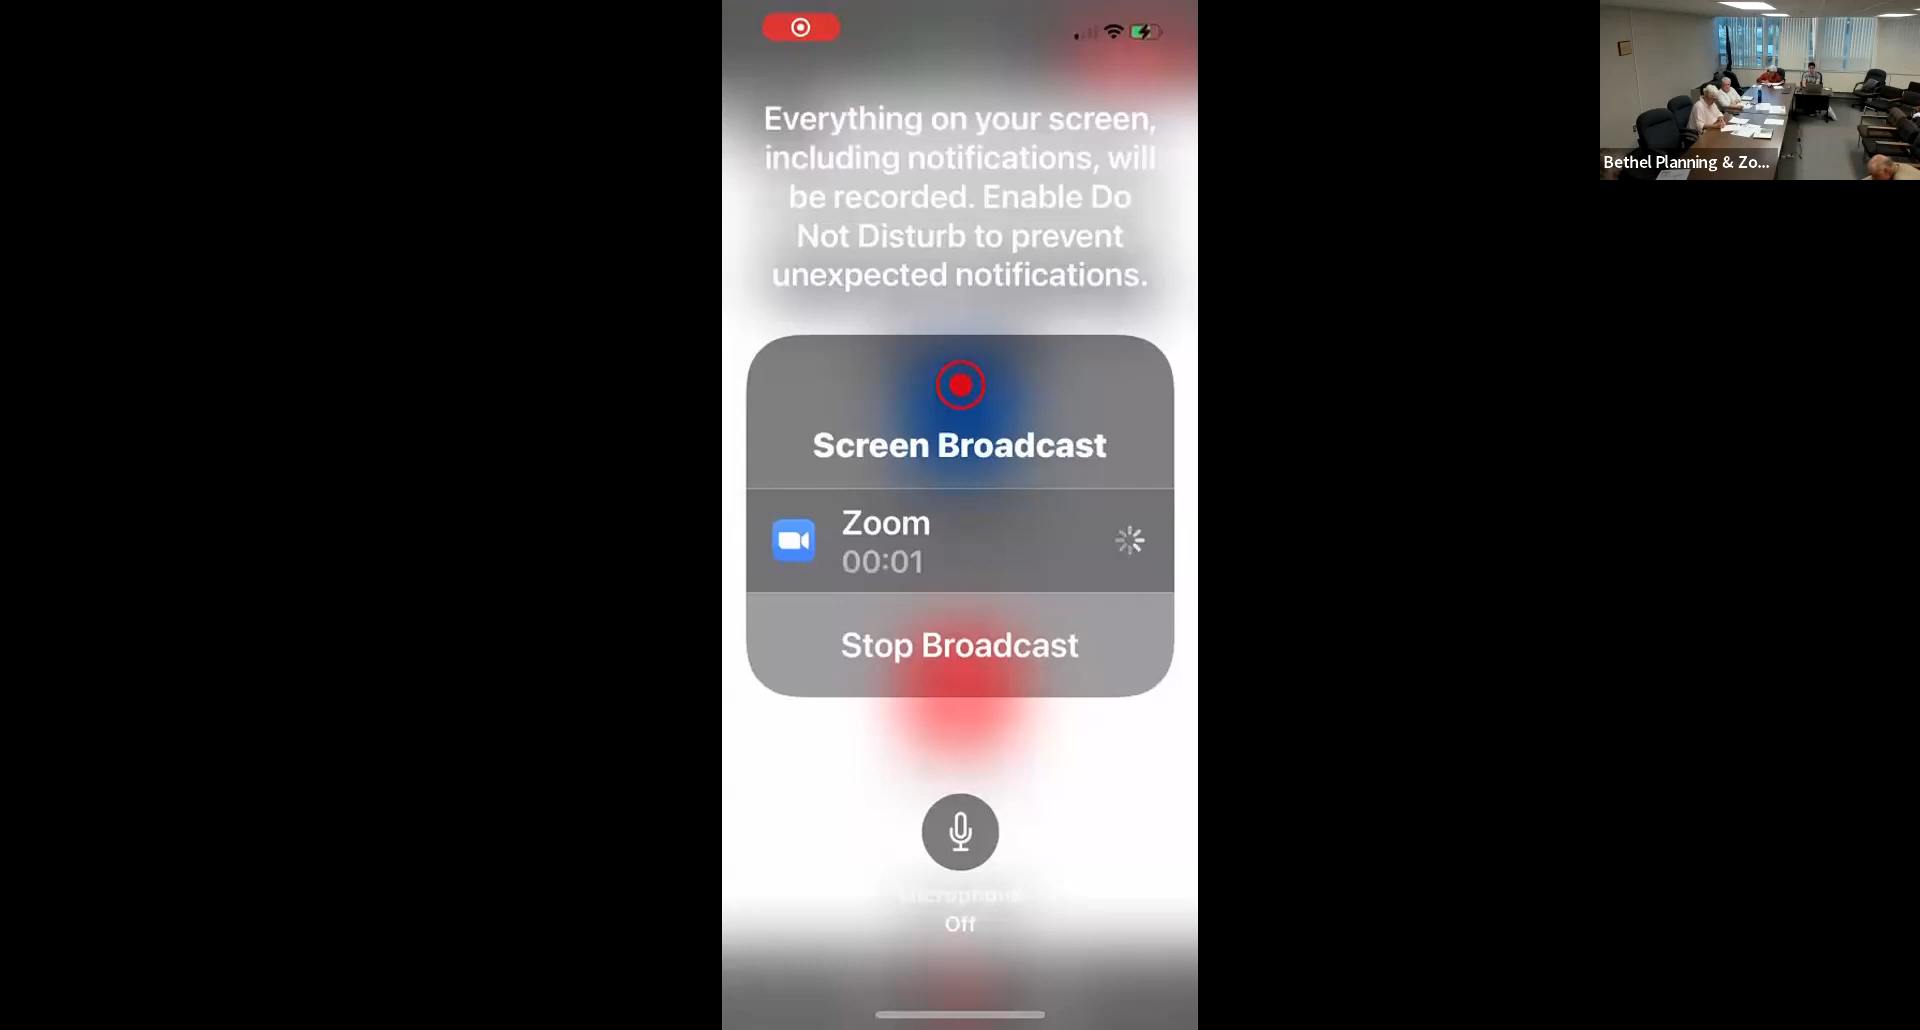 Everything on your screen,
including notifications, will
be recorded. Enable Do
Not Disturb to prevent
unexpected notifications.
Screen Broadcast
Zoom
00:01
Stop Broadcast
Microphone
Off
Bethel Planning & Zo...